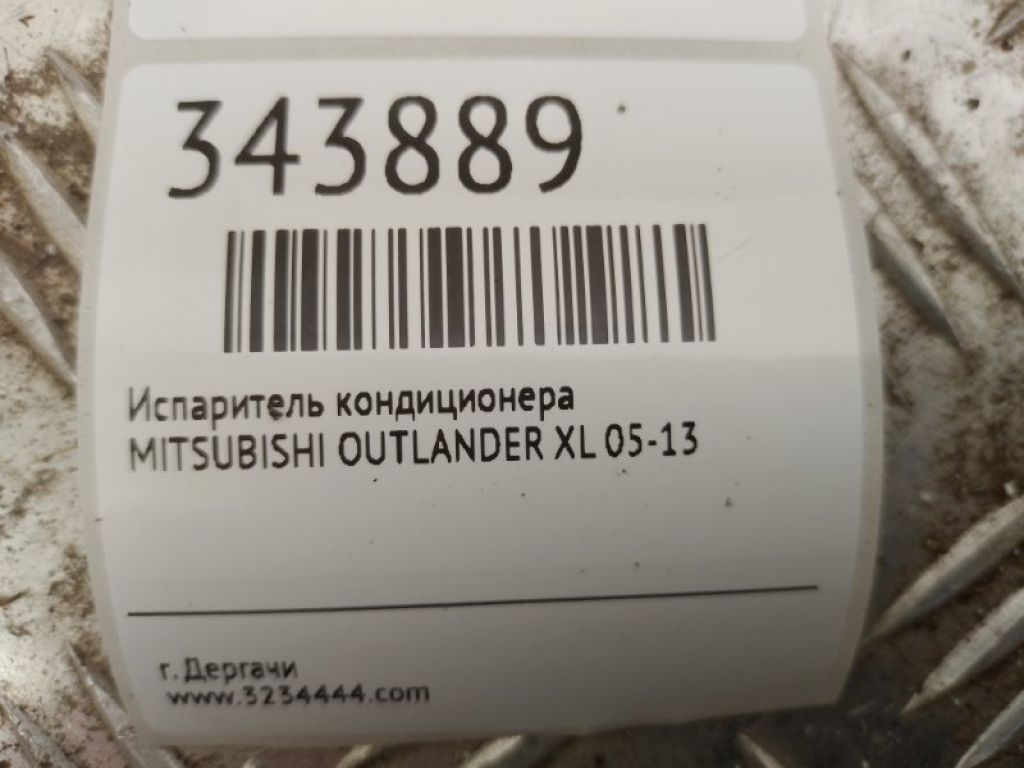 343889
Испаритель кондиционера
MITSUBISHI OUTLANDER XL 05-13
г.Дергачи
www.3234444.com